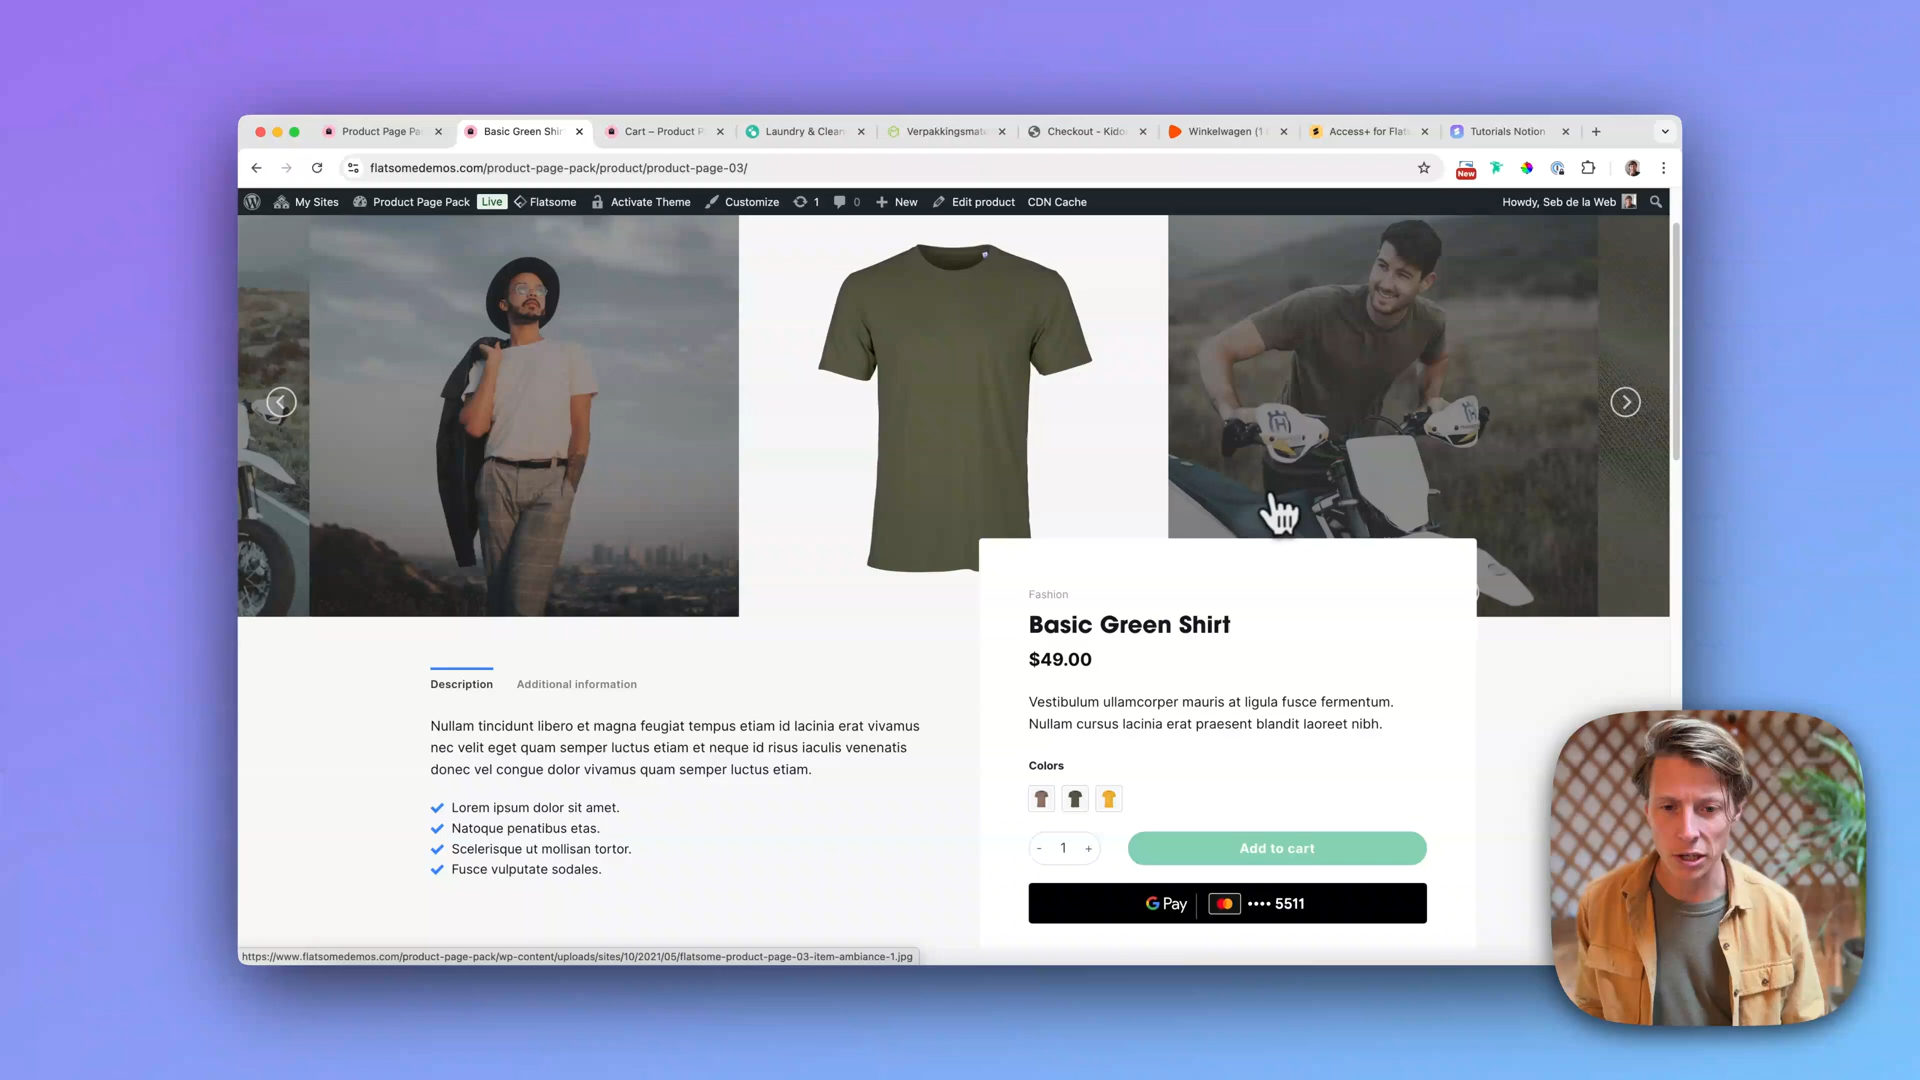 Product Page Pa
Basic Green Shir
Cart – Product P
Laundry & Clean
Verpakkingsmate
Checkout - Kido
Winkelwagen (1
Access+ for Flat
Tutorials Notion
flatsomedemos.com/product-page-pack/product/product-page-03/
New
My Sites
Product Page Pack
Live
Flatsome
Activate Theme
Customize
1
0
New
Edit product
CDN Cache
Howdy, Seb de la Web
Fashion
Basic Green Shirt
$49.00
Vestibulum ullamcorper mauris at ligula fusce fermentum.
Nullam cursus lacinia erat praesent blandit laoreet nibh.
Colors
- 1 +
Add to cart
G Pay
•••• 5511
Description
Additional information
Nullam tincidunt libero et magna feugiat tempus etiam id lacinia erat vivamus
nec velit eget quam semper luctus etiam et neque id risus iaculis venenatis
donec vel congue dolor vivamus quam semper luctus etiam.
Lorem ipsum dolor sit amet.
Natoque penatibus etas.
Scelerisque ut mollisan tortor.
Fusce vulputate sodales.
https://www.flatsomedemos.com/product-page-pack/wp-content/uploads/sites/10/2021/05/flatsome-product-page-03-item-ambiance-1.jpg